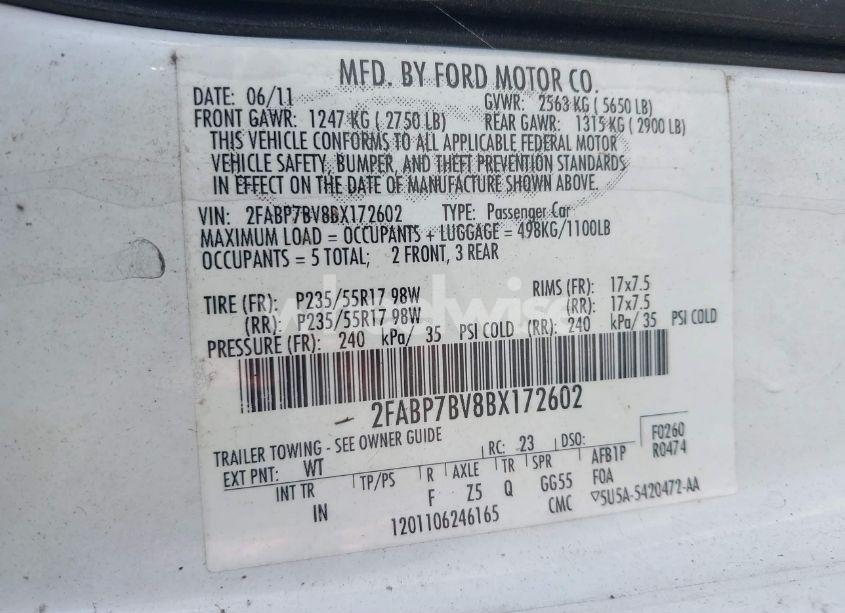 MFD. BY FORD MOTOR CO.
DATE: 06/11 GVWR: 2563 KG ( 5650 LB)
FRONT GAWR: 1247 KG ( 2750 LB) REAR GAWR: 1315 KG ( 2900 LB)
THIS VEHICLE CONFORMS TO ALL APPLICABLE FEDERAL MOTOR
VEHICLE SAFETY, BUMPER, AND THEFT PREVENTION STANDARDS
IN EFFECT ON THE DATE OF MANUFACTURE SHOWN ABOVE.
VIN: 2FABP7BV8BX172602 TYPE: Passenger Car
MAXIMUM LOAD = OCCUPANTS + LUGGAGE = 498KG/1100LB
OCCUPANTS = 5 TOTAL; 2 FRONT, 3 REAR
TIRE (FR): P235/55R17 98W RIMS (FR): 17x7.5
(RR): P235/55R17 98W (RR): 17x7.5
PRESSURE (FR): 240 kPa/ 35 PSI COLD (RR): 240 kPa/ 35 PSI COLD
wheelwise
2FABP7BV8BX172602
TRAILER TOWING - SEE OWNER GUIDE RC: 23 DSO: F0260
EXT PNT: WT AFB1P R0474
INT TR TP/PS R AXLE TR SPR FOA
IN F Z5 Q GG55 5U5A-5420472-AA
1201106246165 CMC